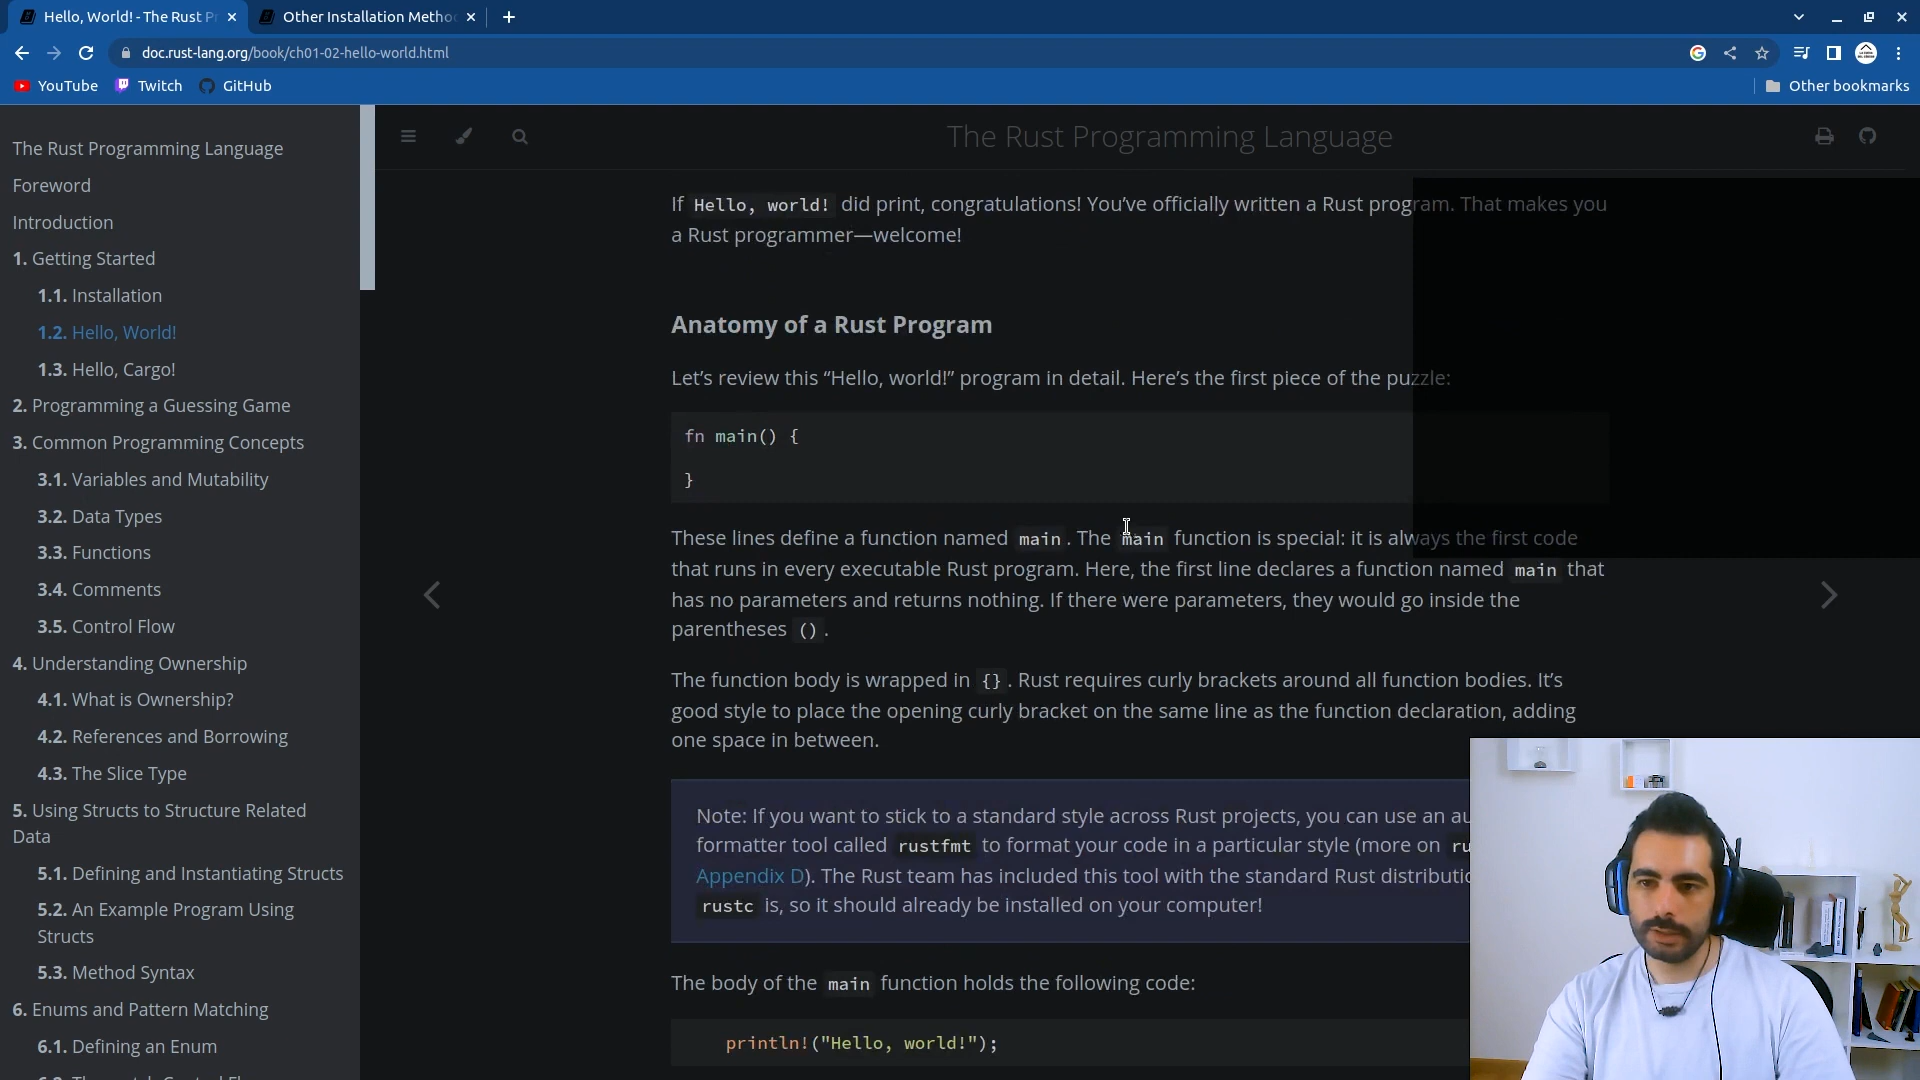 Hello, World! - The Rust Pr
Other Installation Metho
doc.rust-lang.org/book/ch01-02-hello-world.html
YouTube
Twitch
GitHub
Other bookmarks
The Rust Programming Language
Foreword
Introduction
1. Getting Started
1.1. Installation
1.2. Hello, World!
1.3. Hello, Cargo!
2. Programming a Guessing Game
3. Common Programming Concepts
3.1. Variables and Mutability
3.2. Data Types
3.3. Functions
3.4. Comments
3.5. Control Flow
4. Understanding Ownership
4.1. What is Ownership?
4.2. References and Borrowing
4.3. The Slice Type
5. Using Structs to Structure Related
Data
5.1. Defining and Instantiating Structs
5.2. An Example Program Using
Structs
5.3. Method Syntax
6. Enums and Pattern Matching
6.1. Defining an Enum
The Rust Programming Language
If Hello, world! did print, congratulations! You’ve officially written a Rust program. That makes you
a Rust programmer—welcome!
Anatomy of a Rust Program
Let’s review this “Hello, world!” program in detail. Here’s the first piece of the puzzle:
fn main() {
}
These lines define a function named main. The main function is special: it is always the first code
that runs in every executable Rust program. Here, the first line declares a function named main that
has no parameters and returns nothing. If there were parameters, they would go inside the
parentheses ().
The function body is wrapped in {}. Rust requires curly brackets around all function bodies. It’s
good style to place the opening curly bracket on the same line as the function declaration, adding
one space in between.
Note: If you want to stick to a standard style across Rust projects, you can use an au
formatter tool called rustfmt to format your code in a particular style (more on ru
Appendix D). The Rust team has included this tool with the standard Rust distributio
rustc is, so it should already be installed on your computer!
The body of the main function holds the following code:
println!("Hello, world!");